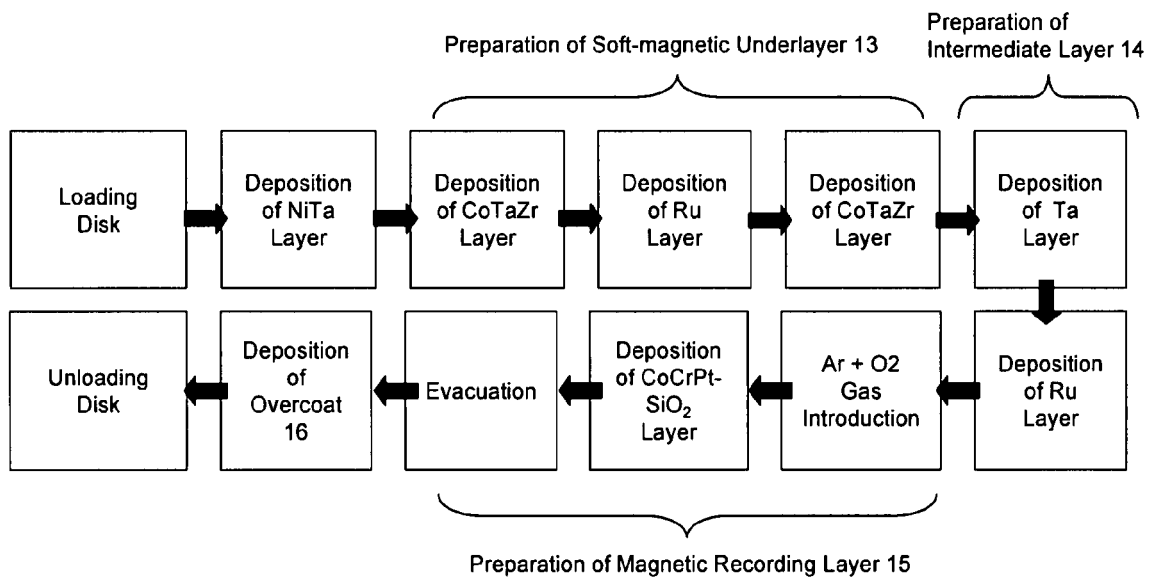 Preparation of Soft-magnetic Underlayer 13
Preparation of
Intermediate Layer 14
Loading
Disk
Deposition
of NiTa
Layer
Deposition
of CoTaZr
Layer
Deposition
of Ru
Layer
Deposition
of CoTaZr
Layer
Deposition
of Ta
Layer
Deposition
of Ru
Layer
Ar + O2
Gas
Introduction
Deposition
of CoCrPt-
SiO2
Layer
Evacuation
Deposition
of
Overcoat
16
Unloading
Disk
Preparation of Magnetic Recording Layer 15